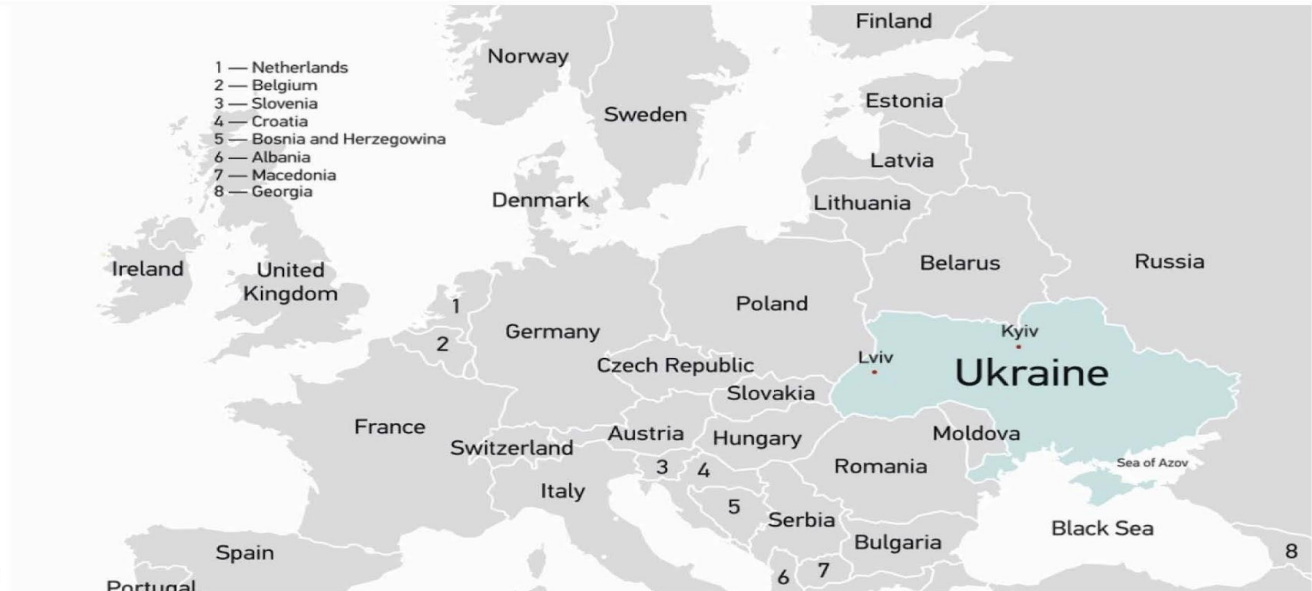 Finland
Norway
1 — Netherlands
2 — Belgium
3 — Slovenia
4 — Croatia
5 — Bosnia and Herzegowina
6 — Albania
7 — Macedonia
8 — Georgia
Estonia
Sweden
Latvia
Denmark
Lithuania
Ireland
United
Kingdom
Belarus
Russia
1
Poland
Germany
2
Kyiv
Lviv
Czech Republic
Ukraine
Slovakia
France
Austria
Hungary
Moldova
Switzerland
3
4
Romania
Sea of Azov
Italy
5
Serbia
Black Sea
Bulgaria
Spain
8
6
7
Portugal